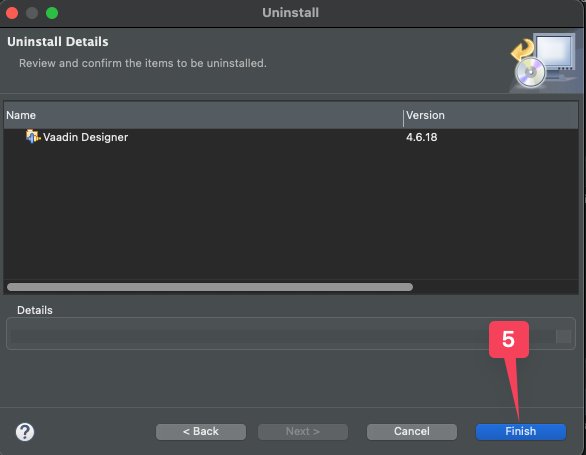 Uninstall
Uninstall Details
Review and confirm the items to be uninstalled.
Name Version
Vaadin Designer 4.6.18
Details
5
? < Back Next > Cancel Finish